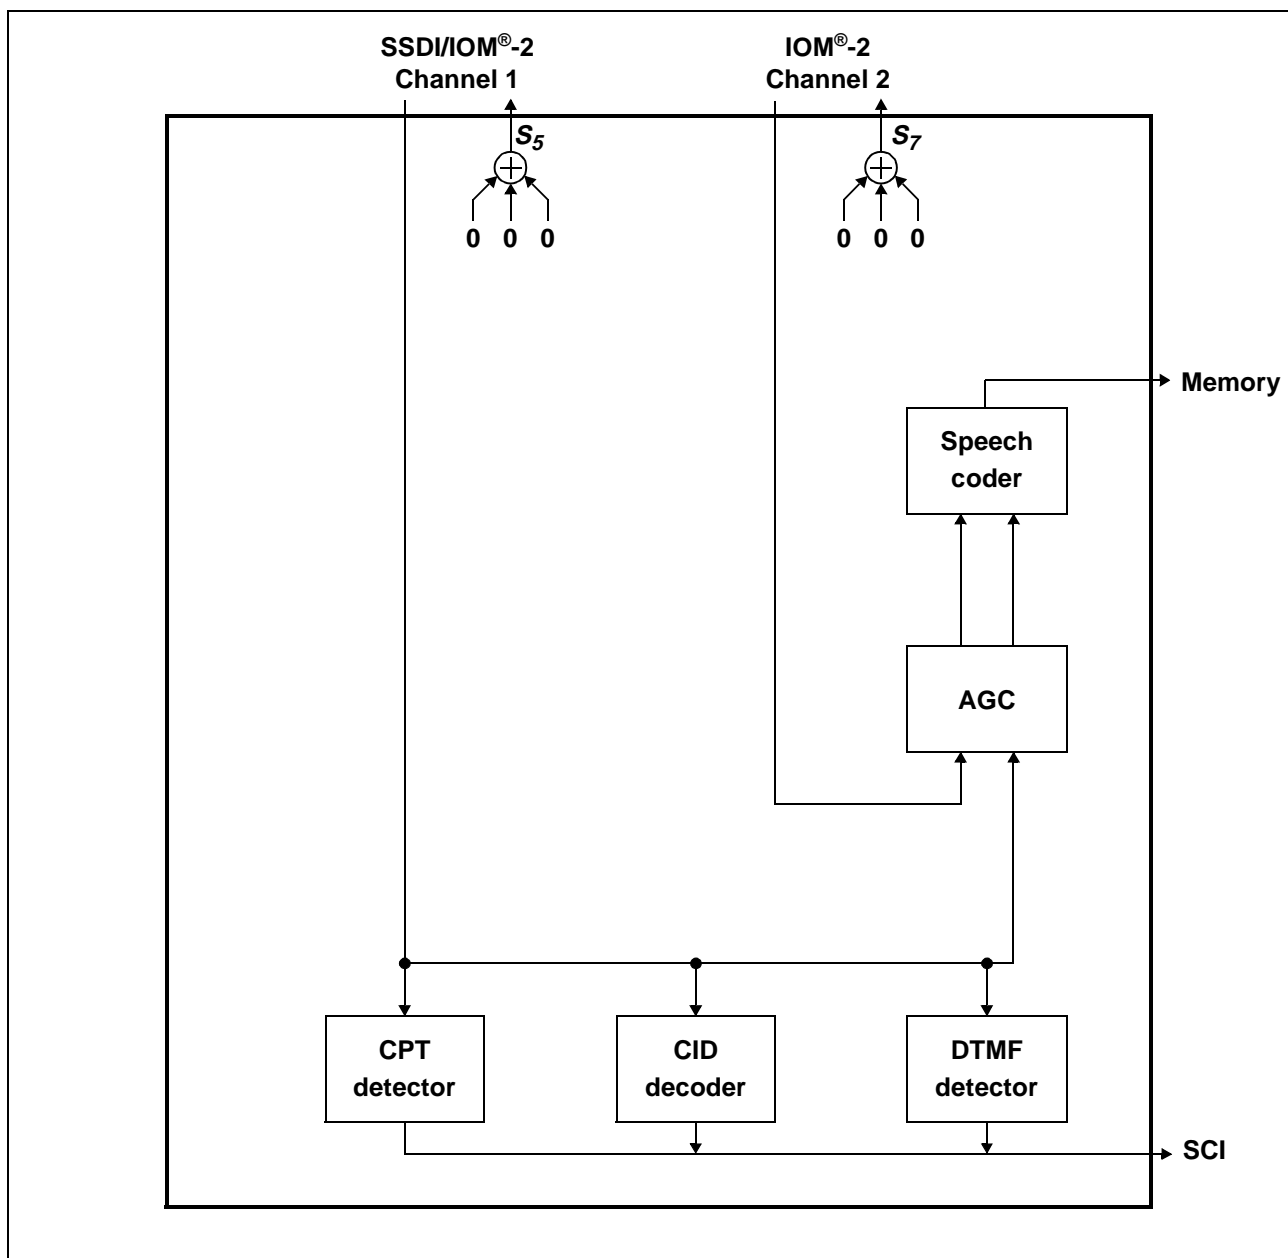 SSDI/IOM®-2
Channel 1
IOM®-2
Channel 2
S5
S7
0 0 0
0 0 0
Memory
Speech
coder
AGC
CPT
detector
CID
decoder
DTMF
detector
SCI